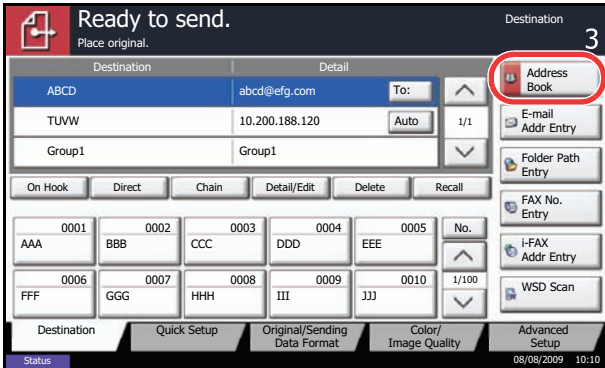 Ready to send.
Place original.
Destination
3
Destination Detail
ABCD abcd@efg.com To:
TUVW 10.200.188.120 Auto 1/1
Group1 Group1
Address
Book
E-mail
Addr Entry
Folder Path
Entry
FAX No.
Entry
i-FAX
Addr Entry
WSD Scan
On Hook Direct Chain Detail/Edit Delete Recall
0001 0002 0003 0004 0005 No.
AAA BBB CCC DDD EEE
0006 0007 0008 0009 0010 1/100
FFF GGG HHH III JJJ
Destination Quick Setup Original/Sending
Data Format Color/
Image Quality Advanced
Setup
Status 08/08/2009 10:10